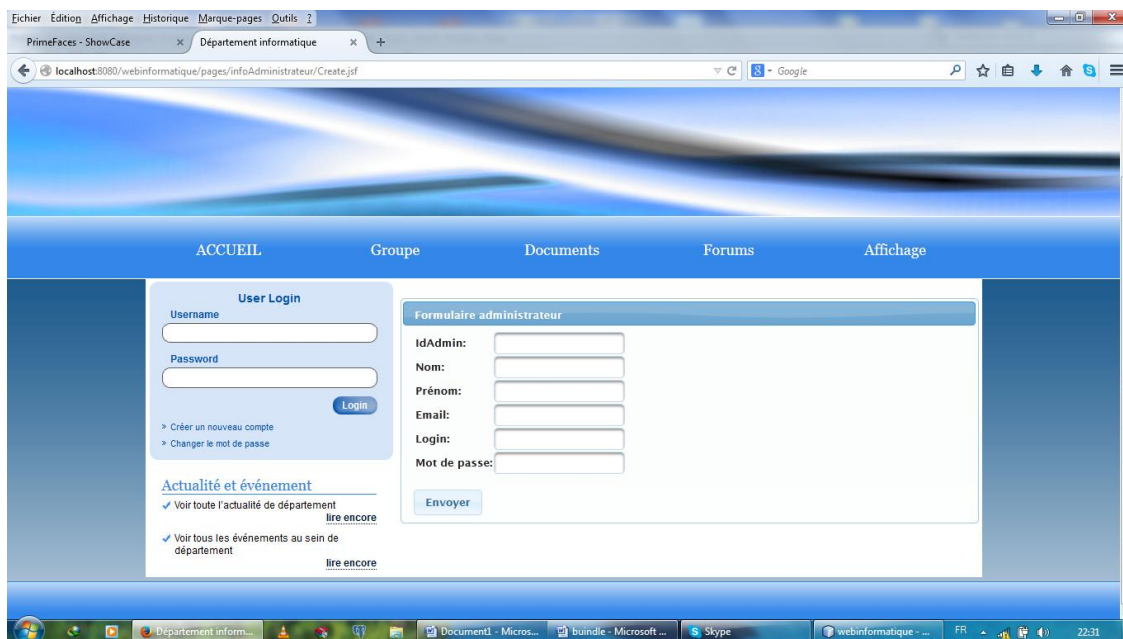 Fichier Édition Affichage Historique Marque-pages Outils ?
PrimeFaces - ShowCase × Département informatique × +
localhost:8080/webinformatique/pages/infoAdministrateur/Create.jsf Google
ACCUEIL Groupe Documents Forums Affichage
User Login
Username
Password
Login
» Créer un nouveau compte
» Changer le mot de passe
Actualité et événement
Voir toute l'actualité de département
lire encore
Voir tous les événements au sein de
département
lire encore
Formulaire administrateur
IdAdmin:
Nom:
Prénom:
Email:
Login:
Mot de passe:
Envoyer
Département inform... Document1 - Micros... buindle - Microsoft ... Skype webinformatique - ... FR 22:31